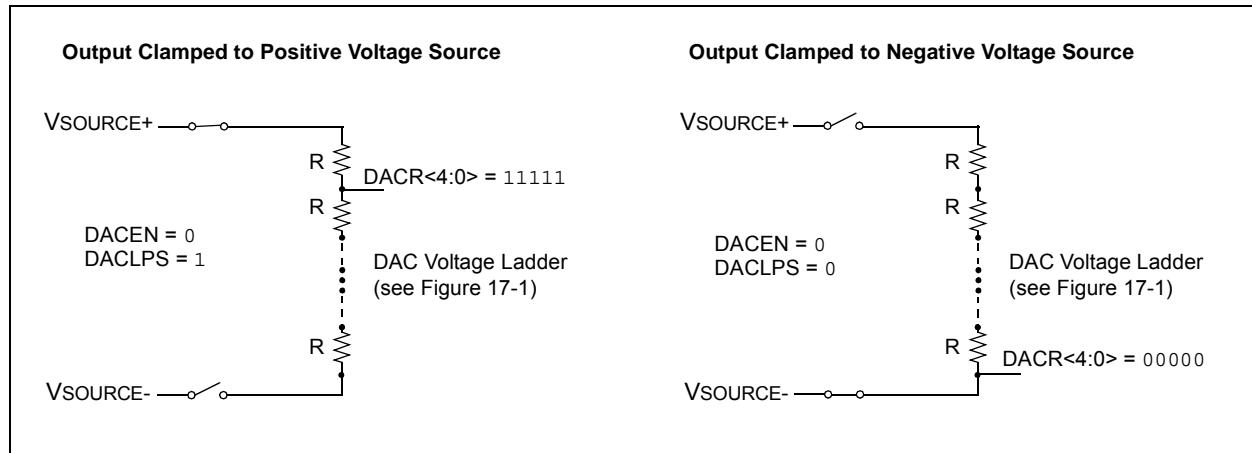 Output Clamped to Positive Voltage Source
VSOURCE+
R
DACR<4:0> = 11111
R
DACEN = 0
DACLPS = 1
DAC Voltage Ladder
(see Figure 17-1)
R
VSOURCE-
Output Clamped to Negative Voltage Source
VSOURCE+
R
R
DACEN = 0
DACLPS = 0
DAC Voltage Ladder
(see Figure 17-1)
R
DACR<4:0> = 00000
VSOURCE-